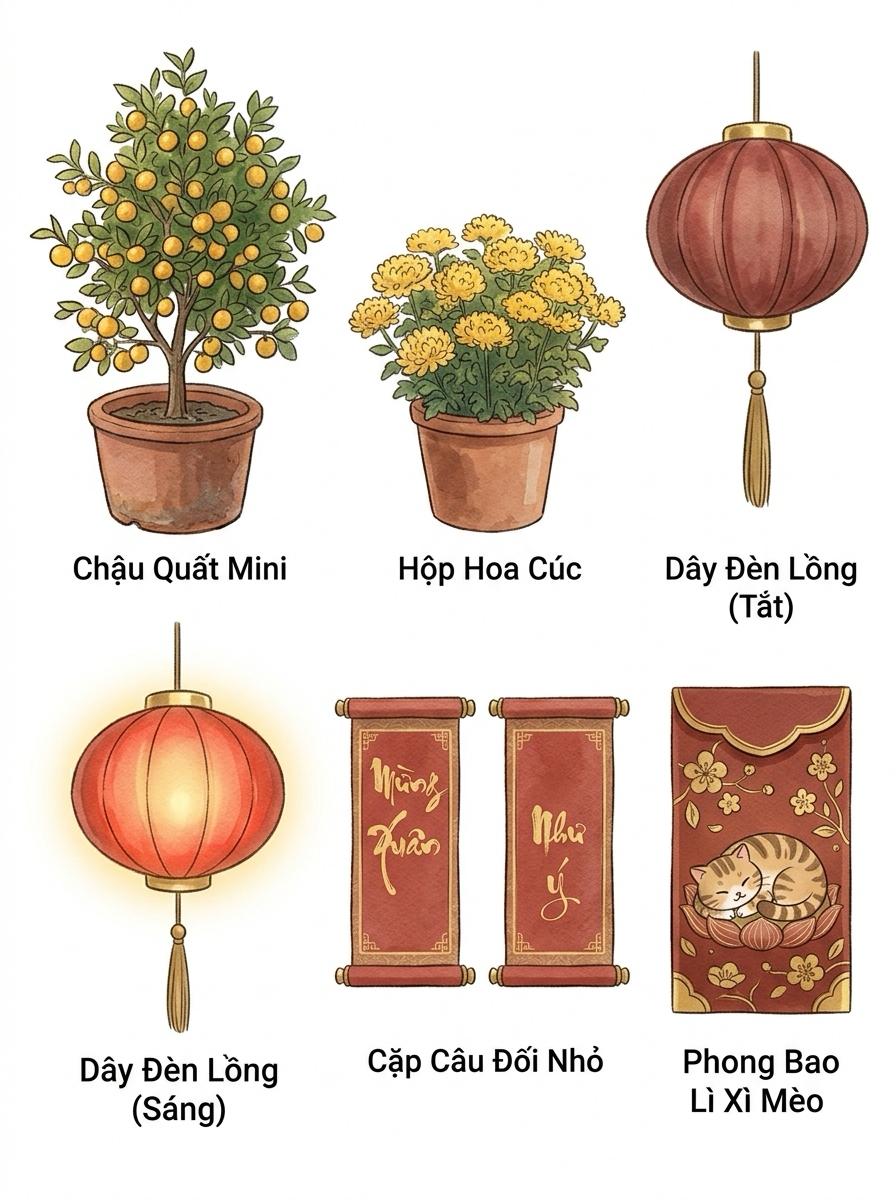 Chậu Quất Mini
Hộp Hoa Cúc
Dây Đèn Lồng
(Tắt)
Mừng
Xuân
Như
ý
Dây Đèn Lồng
(Sáng)
Cặp Câu Đối Nhỏ
Phong Bao
Lì Xì Mèo